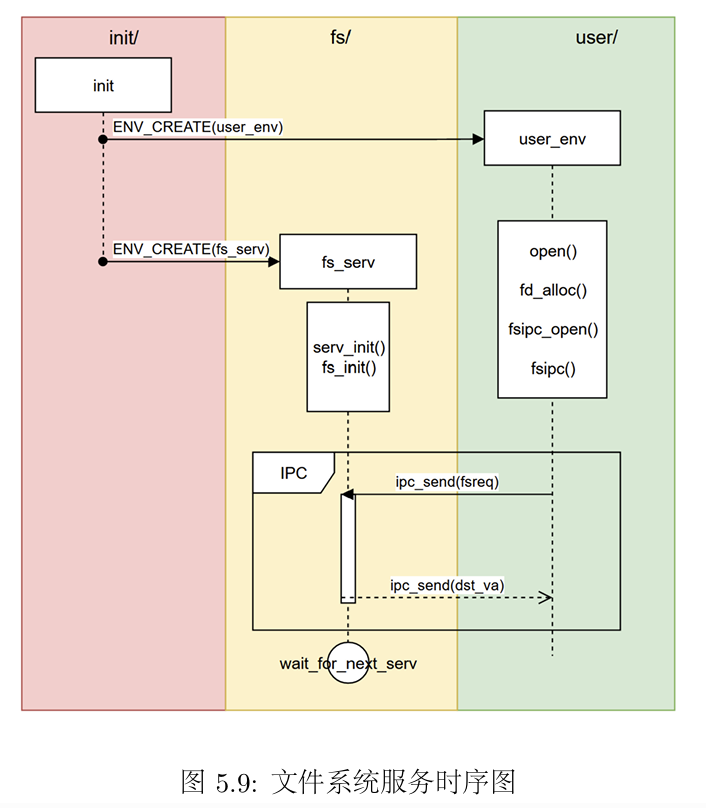 init/
fs/
user/
init
ENV_CREATE(user_env)
user_env
ENV_CREATE(fs_serv)
fs_serv
open()
fd_alloc()
fsipc_open()
fsipc()
serv_init()
fs_init()
IPC
ipc_send(fsreq)
ipc_send(dst_va)
wait_for_next_serv
图 5.9: 文件系统服务时序图